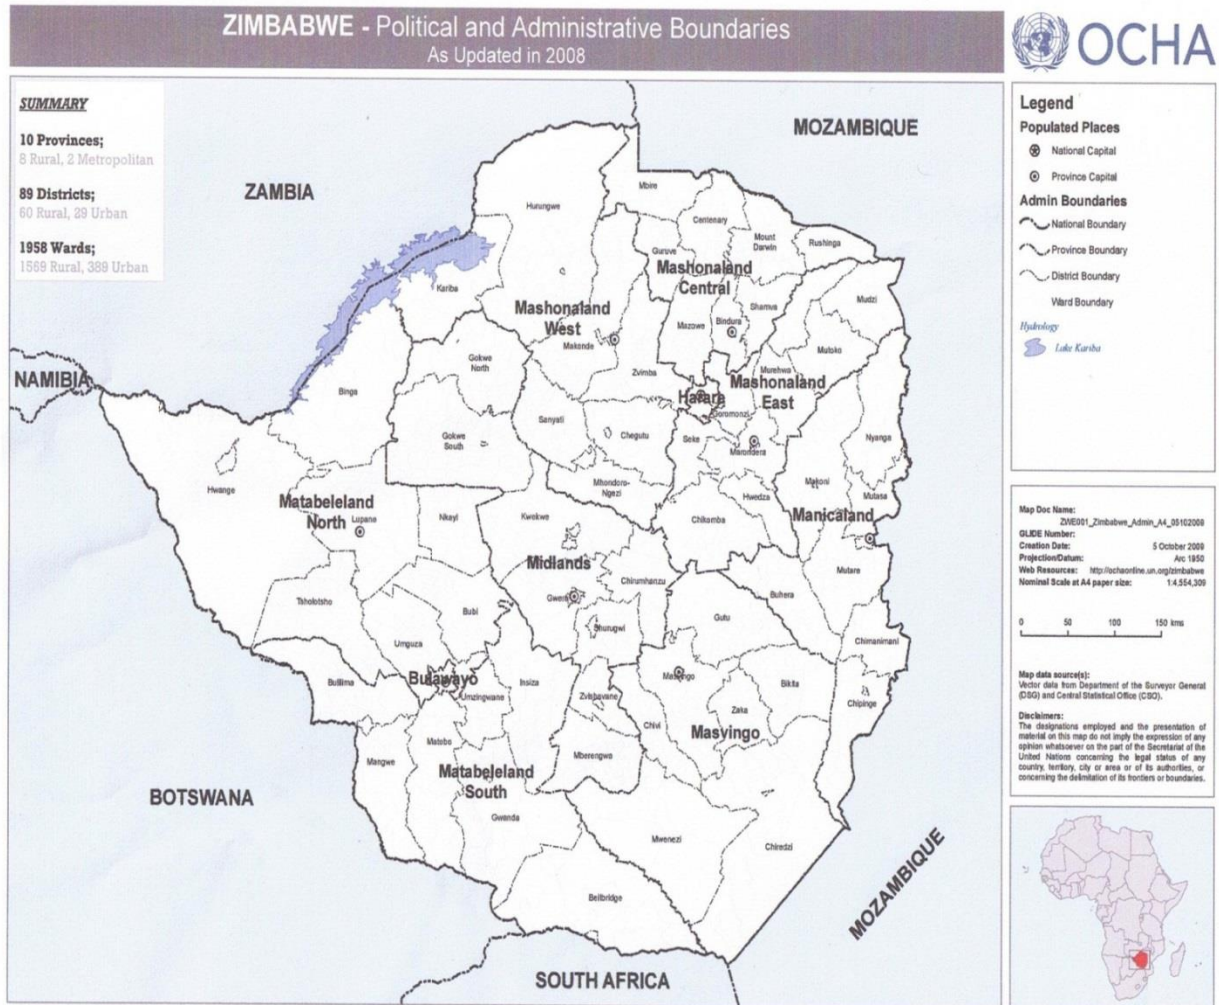 ZIMBABWE - Political and Administrative Boundaries
As Updated in 2008
OCHA
SUMMARY
10 Provinces;
8 Rural, 2 Metropolitan
89 Districts;
60 Rural, 29 Urban
1958 Wards;
1569 Rural, 389 Urban
ZAMBIA
MOZAMBIQUE
NAMIBIA
BOTSWANA
SOUTH AFRICA
MOZAMBIQUE
Mbire
Hurungwe
Centenary
Mount
Darwin
Rushinga
Guruve
Mashonaland
Central
Kariba
Shamva
Mudzi
Mashonaland
West
Mazowe
Bindura
Makonde
Mutoko
Gokwe
North
Zvimba
Murehwa
Mashonaland
East
Binga
Harare
Goromonzi
Sanyati
Chegutu
Seke
Marondera
Nyanga
Gokwe
South
Hwange
Mhondoro-
Ngezi
Makoni
Mutasa
Hwedza
Matabeleland
North
Lupane
Nkayi
Kwekwe
Chikomba
Manicaland
Midlands
Mutare
Chirumhanzu
Buhera
Tsholotsho
Bubi
Gweru
Gutu
Shurugwi
Umguza
Chimanimani
Bulilima
Bulawayo
Umzingwane
Insiza
Zvishavane
Masvingo
Bikita
Chipinge
Zaka
Chivi
Masvingo
Matobo
Mangwe
Mberengwa
Matabeleland
South
Gwanda
Mwenezi
Chiredzi
Beitbridge
Legend
Populated Places
National Capital
Province Capital
Admin Boundaries
National Boundary
Province Boundary
District Boundary
Ward Boundary
Hydrology
Lake Kariba
Map Doc Name:
ZWE001_Zimbabwe_Admin_A4_05102009
GLIDE Number:
Creation Date: 5 October 2009
Projection/Datum: Arc 1950
Web Resources: http://ochaonline.un.org/zimbabwe
Nominal Scale at A4 paper size: 1:4,554,309
0 50 100 150 kms
Map data source(s):
Vector data from Department of the Surveyor General
(DSG) and Central Statistical Office (CSO).
Disclaimers:
The designations employed and the presentation of
material on this map do not imply the expression of any
opinion whatsoever on the part of the Secretariat of the
United Nations concerning the legal status of any
country, territory, city or area or of its authorities, or
concerning the delimitation of its frontiers or boundaries.